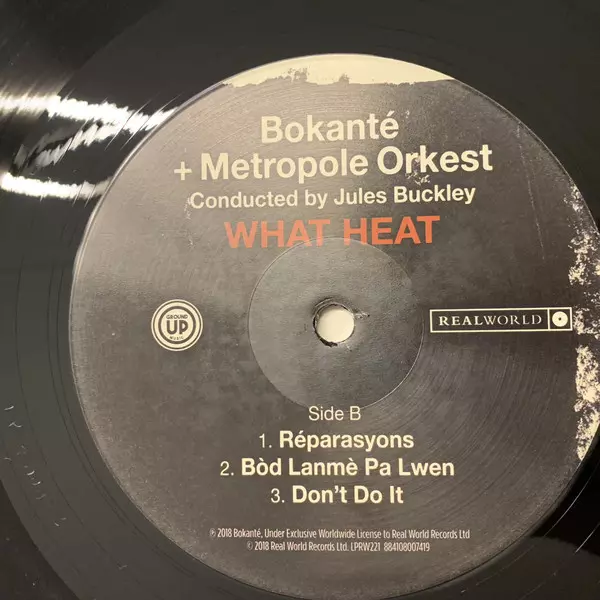 Bokanté
+ Metropole Orkest
Conducted by Jules Buckley
WHAT HEAT
GROUND
UP
MUSIC
REALWORLD
Side B
1. Réparasyons
2. Bòd Lanmè Pa Lwen
3. Don't Do It
℗ 2018 Bokanté, Under Exclusive Worldwide License to Real World Records Ltd
© 2018 Real World Records Ltd. LPRW221 884108007419